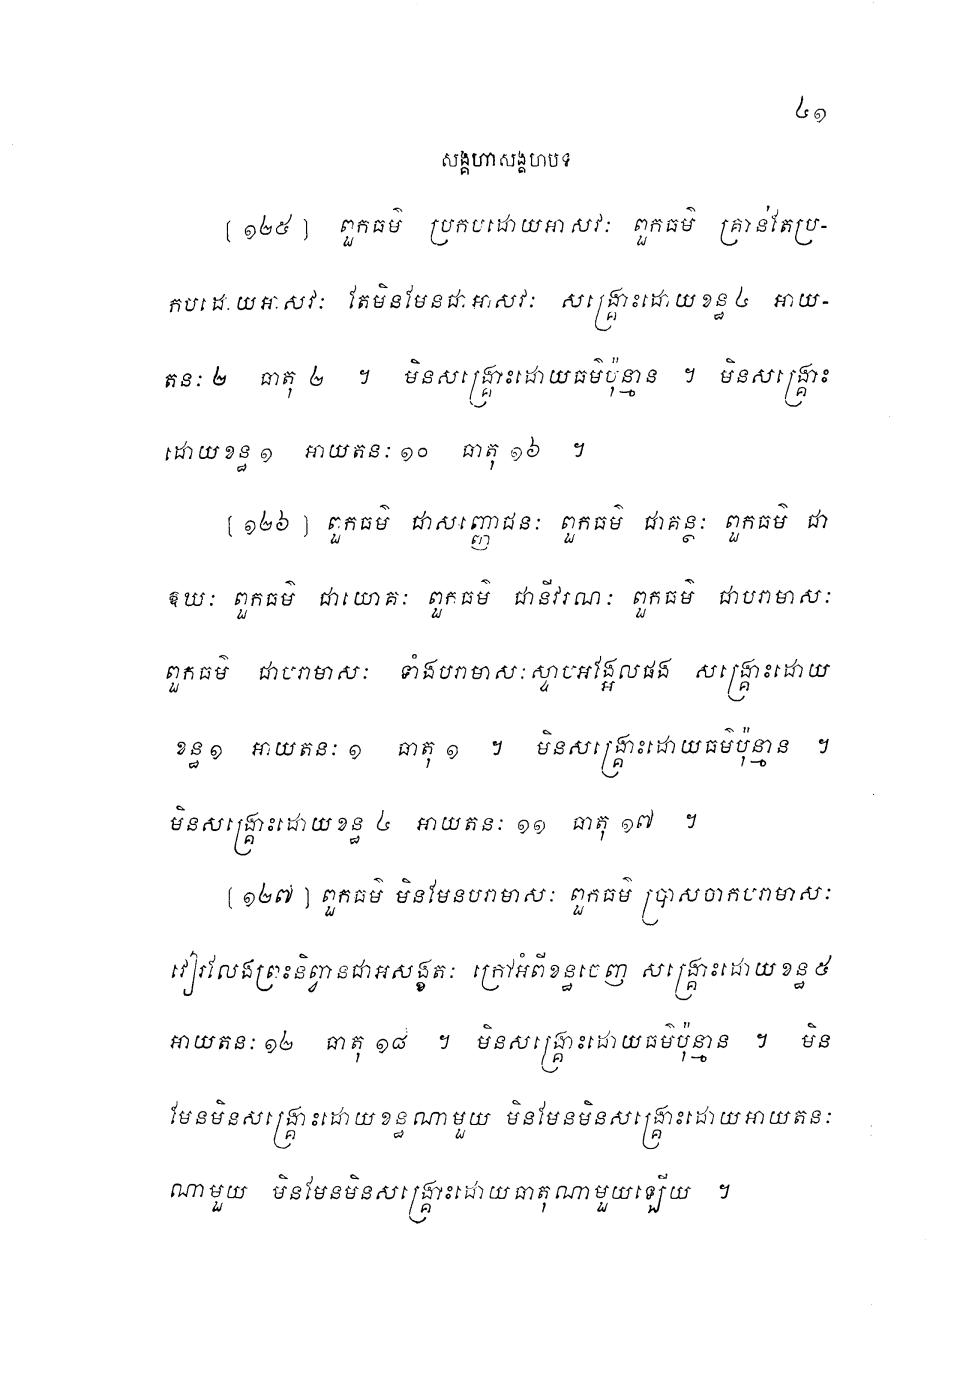 ៤១
សង្គហាសង្គហបទ
[១២៥] ពួកធម៌ ប្រកបដោយអាសវៈ ពួកធម៌ គ្រាន់តែប្រ-
កបដោយអាសវៈ តែមិនមែនជាអាសវៈ សង្គ្រោះដោយខន្ធ៤ អាយ-
តនៈ ២ ធាតុ ២ ។ មិនសង្គ្រោះដោយធម៌ប៉ុន្មាន ។ មិនសង្គ្រោះ
ដោយខន្ធ ១ អាយតនៈ ១០ ធាតុ ១៦ ។
[១២៦] ពួកធម៌ ជាសញ្ញោជនៈ ពួកធម៌ ជាគន្ថៈ ពួកធម៌ ជា
ឱឃៈ ពួកធម៌ ជាយោគៈ ពួកធម៌ ជានីវរណៈ ពួកធម៌ ជាបរាមាសៈ
ពួកធម៌ ជាបរាមាសៈ ទាំងបរាមាសៈស្ទាបអង្អែលផង សង្គ្រោះដោយ
ខន្ធ ១ អាយតនៈ ១ ធាតុ ១ ។ មិនសង្គ្រោះដោយធម៌ប៉ុន្មាន ។
មិនសង្គ្រោះដោយខន្ធ ៤ អាយតនៈ ១១ ធាតុ ១៧ ។
[១២៧] ពួកធម៌ មិនមែនបរាមាសៈ ពួកធម៌ ប្រាសចាកបរាមាសៈ
វៀរលែងព្រះនិព្វានជាអសង្ខតៈ ក្រៅអំពីខន្ធចេញ សង្គ្រោះដោយខន្ធ ៥
អាយតនៈ ១២ ធាតុ ១៨ ។ មិនសង្គ្រោះដោយធម៌ប៉ុន្មាន ។ មិន
មែនមិនសង្គ្រោះដោយខន្ធណាមួយ មិនមែនមិនសង្គ្រោះដោយអាយតនៈ
ណាមួយ មិនមែនមិនសង្គ្រោះដោយធាតុណាមួយឡើយ ។